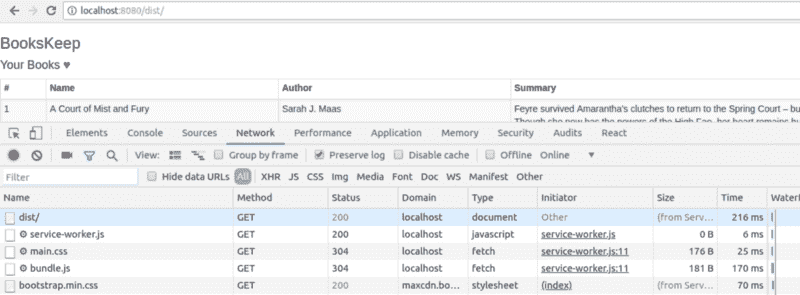 localhost:8080/dist/
BooksKeep
Your Books ♥
# Name Author Summary
1 A Court of Mist and Fury Sarah J. Maas Feyre survived Amarantha's clutches to return to the Spring Court – bu
Though she now has the powers of the High Fae, her heart remains hu
Elements Console Sources Network Performance Application Memory Security Audits React
View: Group by frame Preserve log Disable cache Offline Online
Filter Hide data URLs All XHR JS CSS Img Media Font Doc WS Manifest Other
Name Method Status Domain Type Initiator Size Time Water
dist/ GET 200 localhost document Other (from Serv... 216 ms
service-worker.js GET 200 localhost javascript service-worker.js 0 B 6 ms
main.css GET 304 localhost fetch service-worker.js:11 176 B 25 ms
bundle.js GET 304 localhost fetch service-worker.js:11 181 B 170 ms
bootstrap.min.css GET 200 maxcdn.bo... stylesheet (index) (from Serv... 70 ms